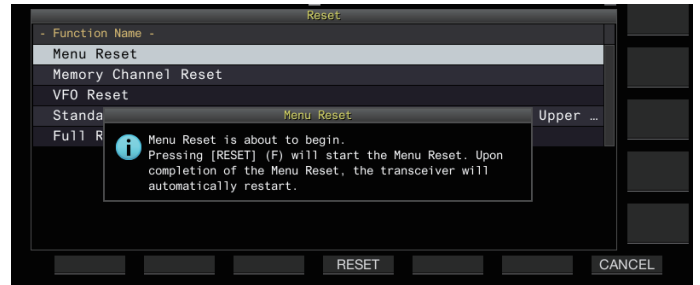 Reset
- Function Name -
Menu Reset
Memory Channel Reset
VFO Reset
Standa
Menu Reset
Upper …
Full R
Menu Reset is about to begin.
Pressing [RESET] (F) will start the Menu Reset. Upon
completion of the Menu Reset, the transceiver will
automatically restart.
RESET
CANCEL